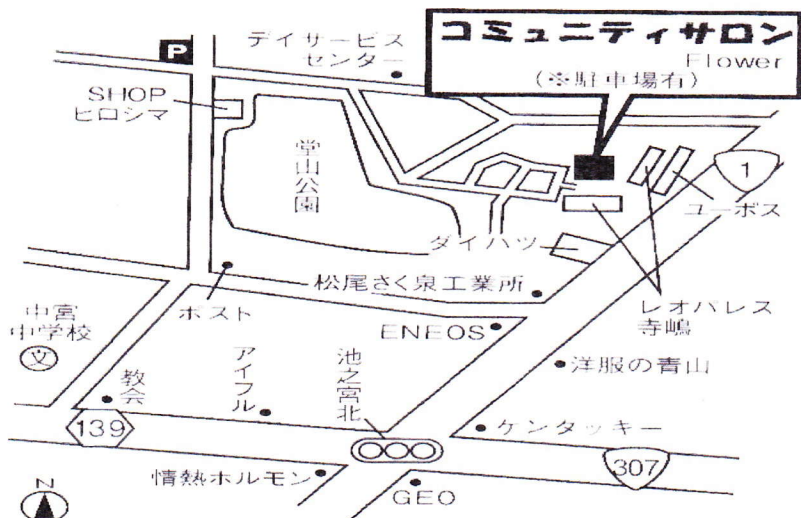 コミュニティサロン
Flower
(※駐車場有)
P
デイサービス
センター
SHOP
ヒロシマ
堂山公園
1
ユーポス
ダイハツ
松尾さく泉工業所
レオパレス
寺嶋
ポスト
中宮
中学校
文
ENEOS
洋服の青山
教会
アイフル
池之宮北
139
ケンタッキー
307
情熱ホルモン
GEO
N